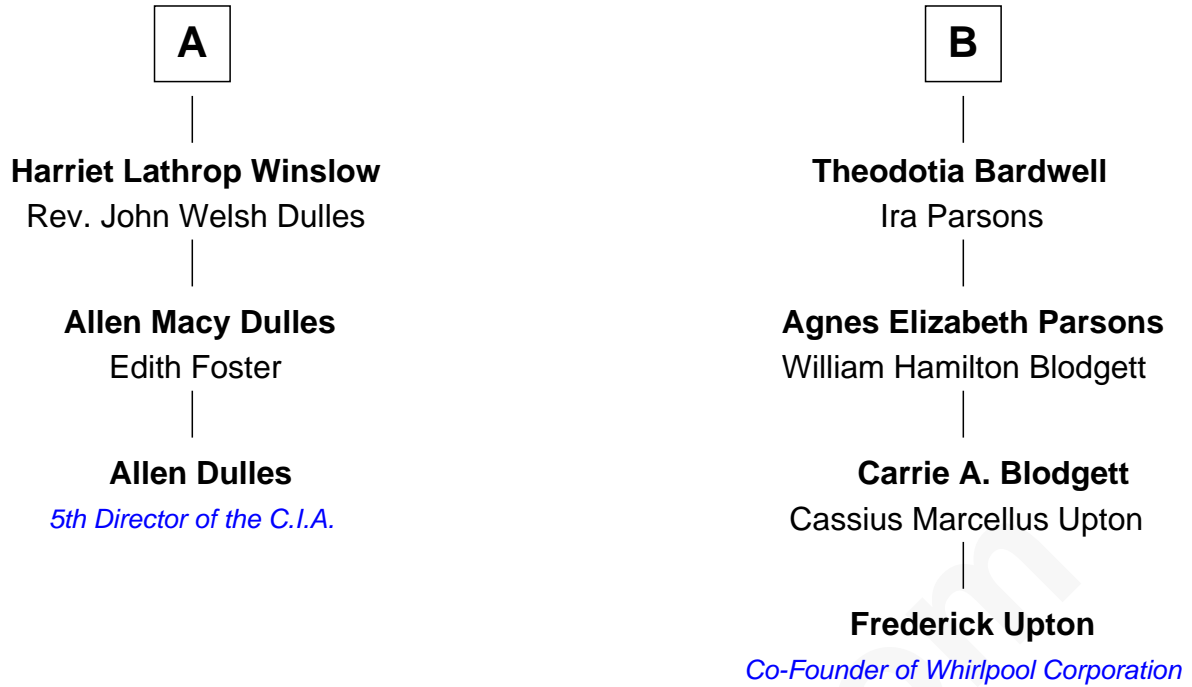 A
Harriet Lathrop Winslow
Rev. John Welsh Dulles
Allen Macy Dulles
Edith Foster
Allen Dulles
5th Director of the C.I.A.
B
Theodotia Bardwell
Ira Parsons
Agnes Elizabeth Parsons
William Hamilton Blodgett
Carrie A. Blodgett
Cassius Marcellus Upton
Frederick Upton
Co-Founder of Whirlpool Corporation